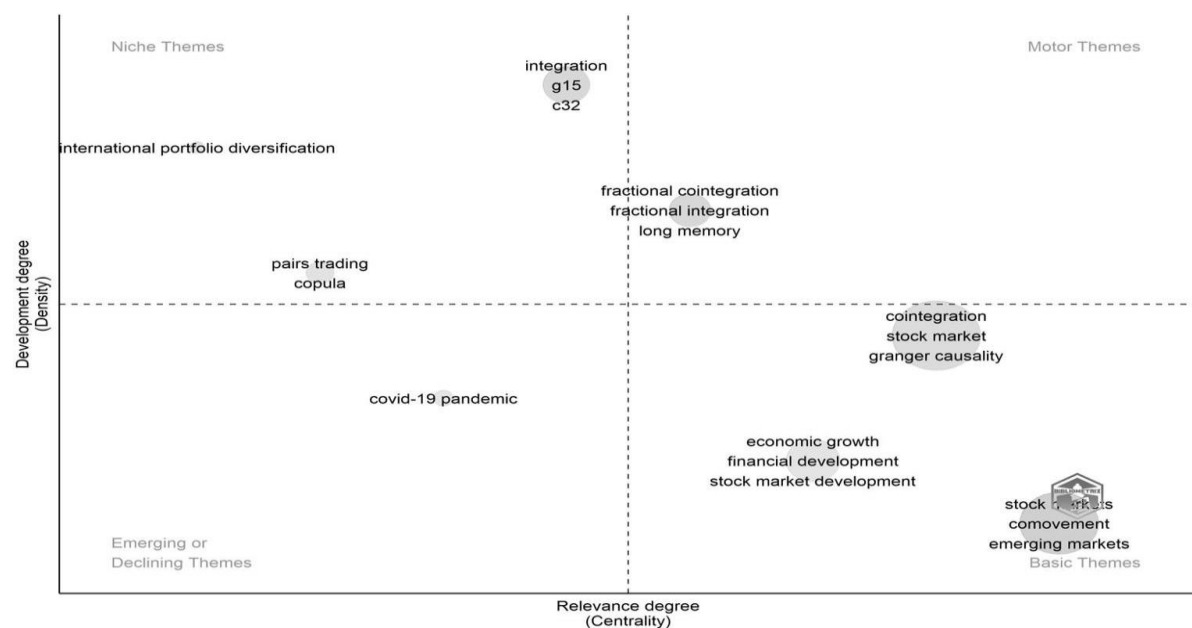 Niche Themes
Motor Themes
integration
g15
c32
international portfolio diversification
fractional cointegration
fractional integration
long memory
pairs trading
copula
cointegration
stock market
granger causality
covid-19 pandemic
economic growth
financial development
stock market development
BIBLIOMETRIX
stock markets
comovement
emerging markets
Emerging or
Declining Themes
Basic Themes
Development degree
(Density)
Relevance degree
(Centrality)